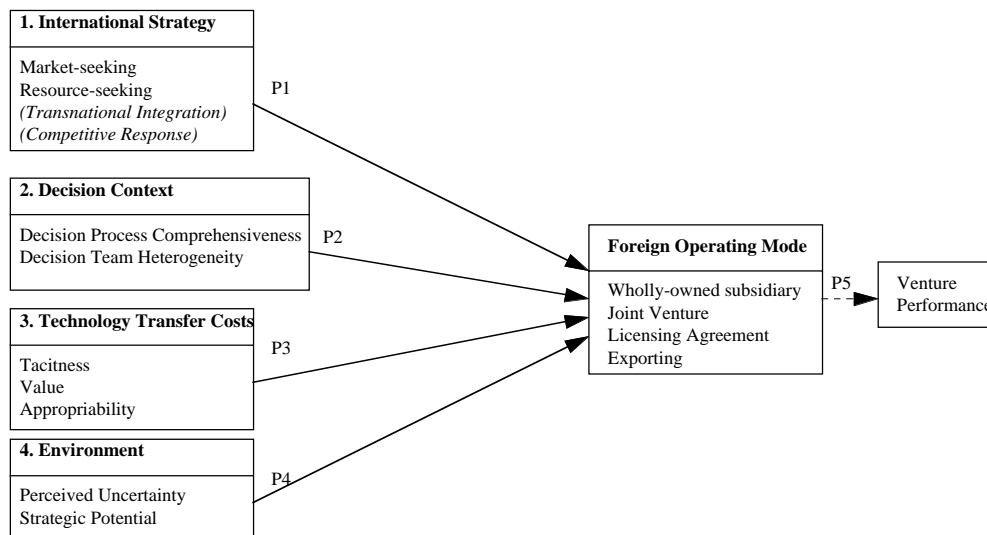 1. International Strategy
Market-seeking
Resource-seeking
(Transnational Integration)
(Competitive Response)
P1
2. Decision Context
Decision Process Comprehensiveness
Decision Team Heterogeneity
P2
3. Technology Transfer Costs
Tacitness
Value
Appropriability
P3
4. Environment
Perceived Uncertainty
Strategic Potential
P4
Foreign Operating Mode
Wholly-owned subsidiary
Joint Venture
Licensing Agreement
Exporting
P5
Venture
Performance